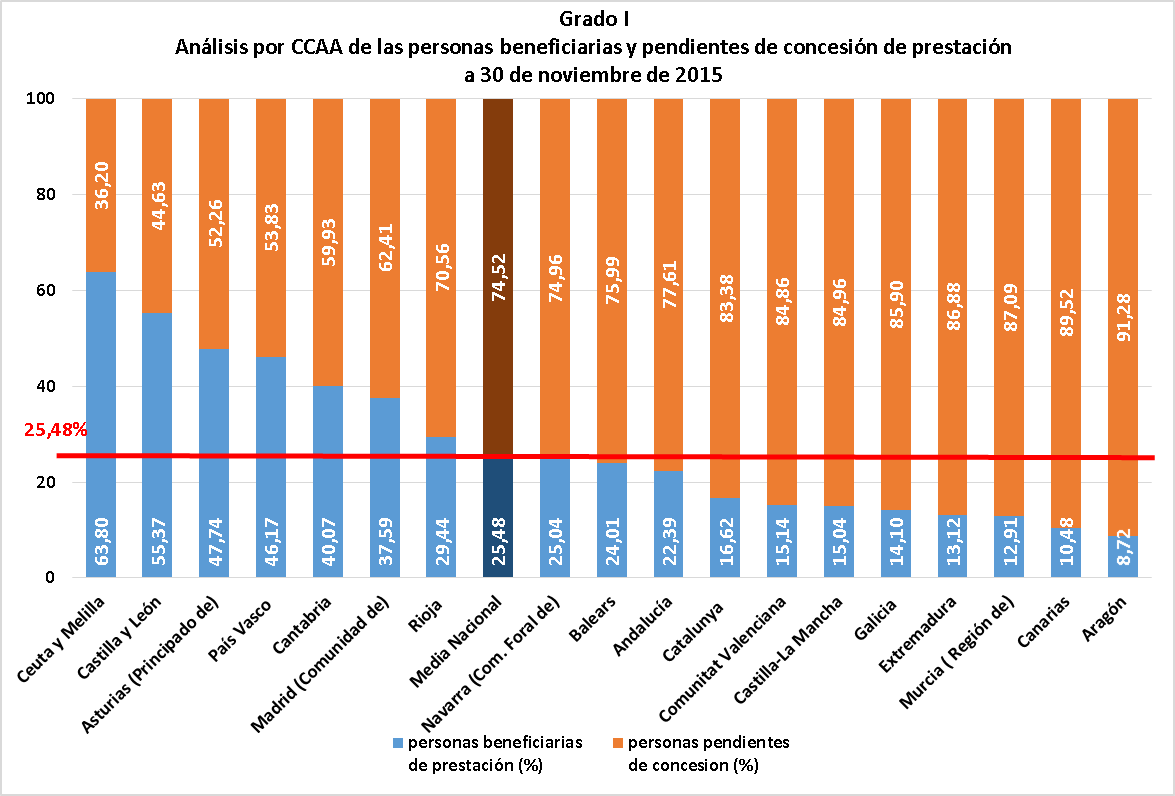 Grado I
Análisis por CCAA de las personas beneficiarias y pendientes de concesión de prestación
a 30 de noviembre de 2015
100
80
60
40
20
0
25,48%
36,20
44,63
52,26
53,83
59,93
62,41
70,56
74,52
74,96
75,99
77,61
83,38
84,86
84,96
85,90
86,88
87,09
89,52
91,28
63,80
55,37
47,74
46,17
40,07
37,59
29,44
25,48
25,04
24,01
22,39
16,62
15,14
15,04
14,10
13,12
12,91
10,48
8,72
Ceuta y Melilla
Castilla y León
Asturias (Principado de)
País Vasco
Cantabria
Madrid (Comunidad de)
Rioja
Media Nacional
Navarra (Com. Foral de)
Balears
Andalucía
Catalunya
Comunitat Valenciana
Castilla-La Mancha
Galicia
Extremadura
Murcia ( Región de)
Canarias
Aragón
personas beneficiarias
de prestación (%)
personas pendientes
de concesion (%)